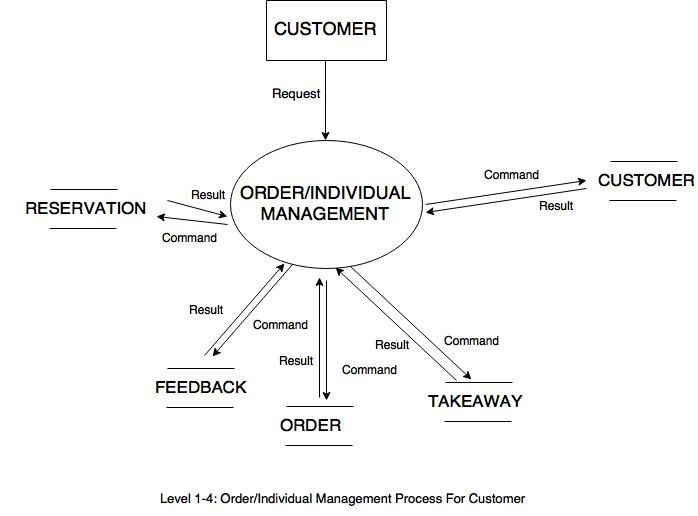 CUSTOMER
Request
ORDER/INDIVIDUAL
MANAGEMENT
Command
CUSTOMER
Result
Result
RESERVATION
Command
Result
Command
FEEDBACK
Result
Command
ORDER
Result
Command
TAKEAWAY
Level 1-4: Order/Individual Management Process For Customer